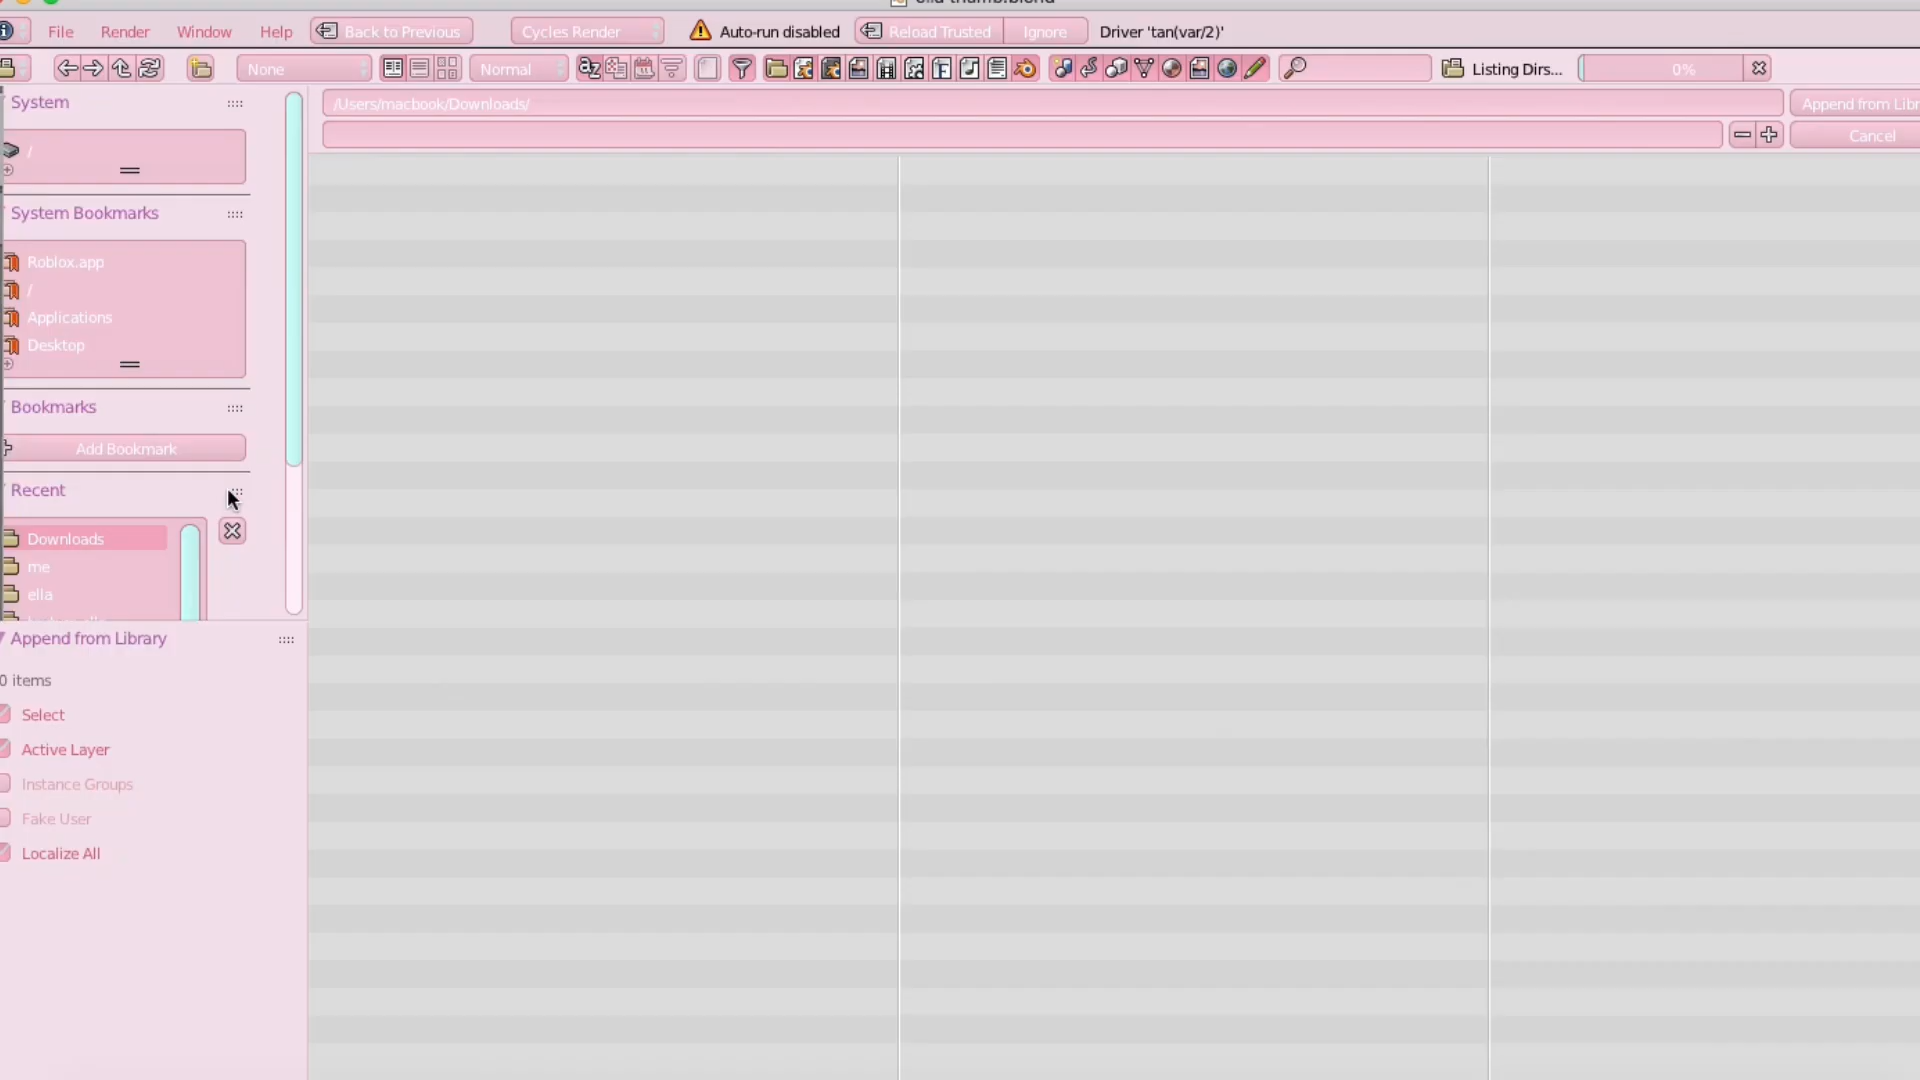 File Render Window Help Back to Previous Cycles Render Auto-run disabled Reload Trusted Ignore Driver 'tan(var/2)'
None Normal Listing Dirs... 0%
System
/Users/macbook/Downloads/
Append from Libr
Cancel
/
System Bookmarks
Roblox.app
/
Applications
Desktop
Bookmarks
Add Bookmark
Recent
Downloads
me
ella
Append from Library
0 items
Select
Active Layer
Instance Groups
Fake User
Localize All